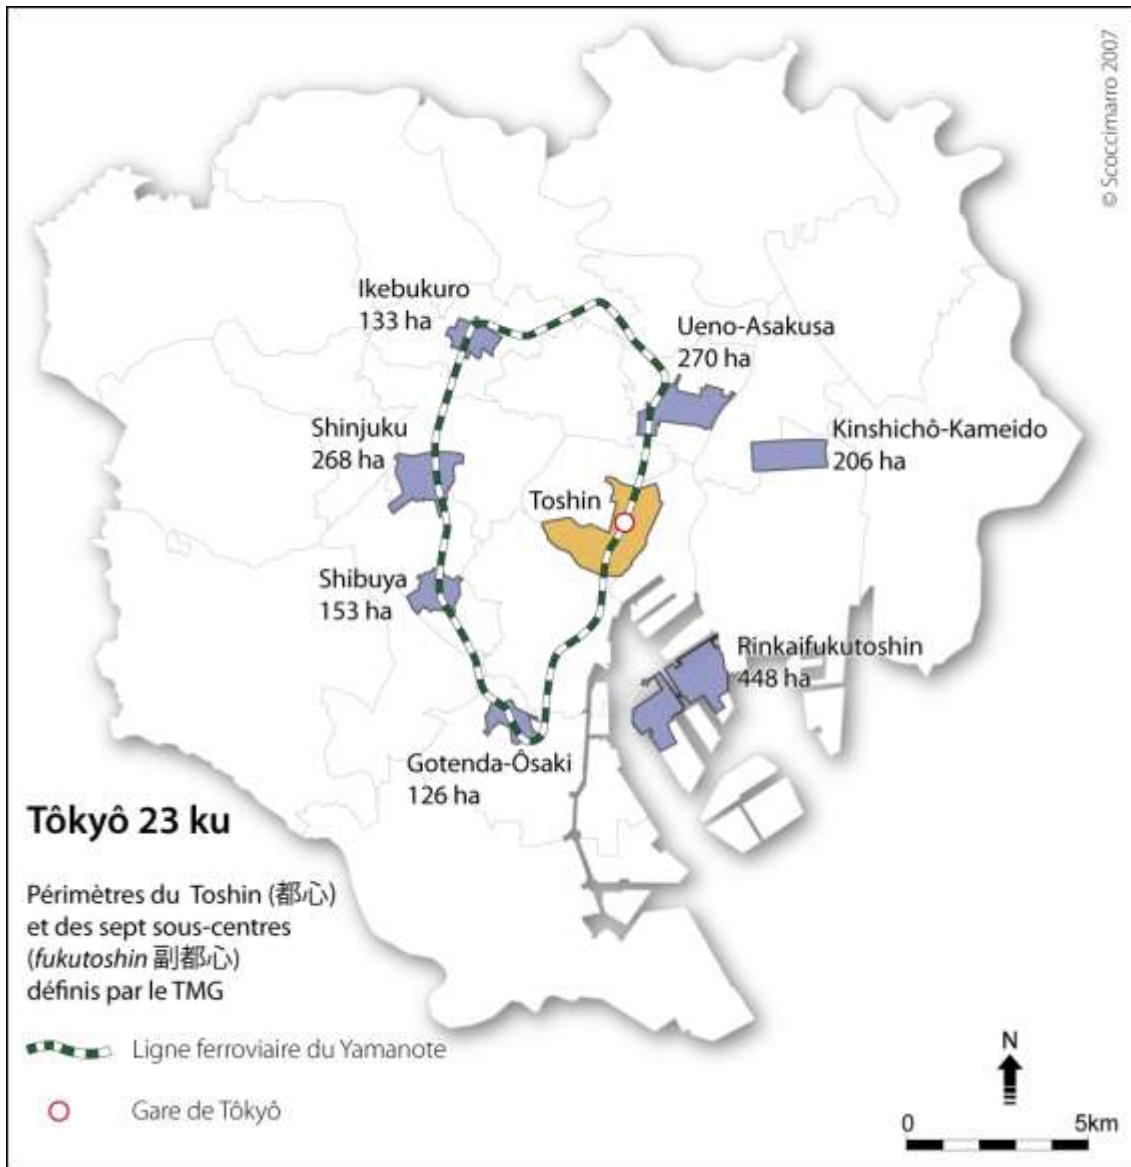 © Scoccimarro 2007
Ikebukuro
133 ha
Ueno-Asakusa
270 ha
Shinjuku
268 ha
Kinshichô-Kameido
206 ha
Toshin
Shibuya
153 ha
Rinkaifukutoshin
448 ha
Gotenda-Ôsaki
126 ha
Tôkyô 23 ku
Périmètres du Toshin (都心)
et des sept sous-centres
(fukutoshin 副都心)
définis par le TMG
Ligne ferroviaire du Yamanote
Gare de Tôkyô
N
0 5km